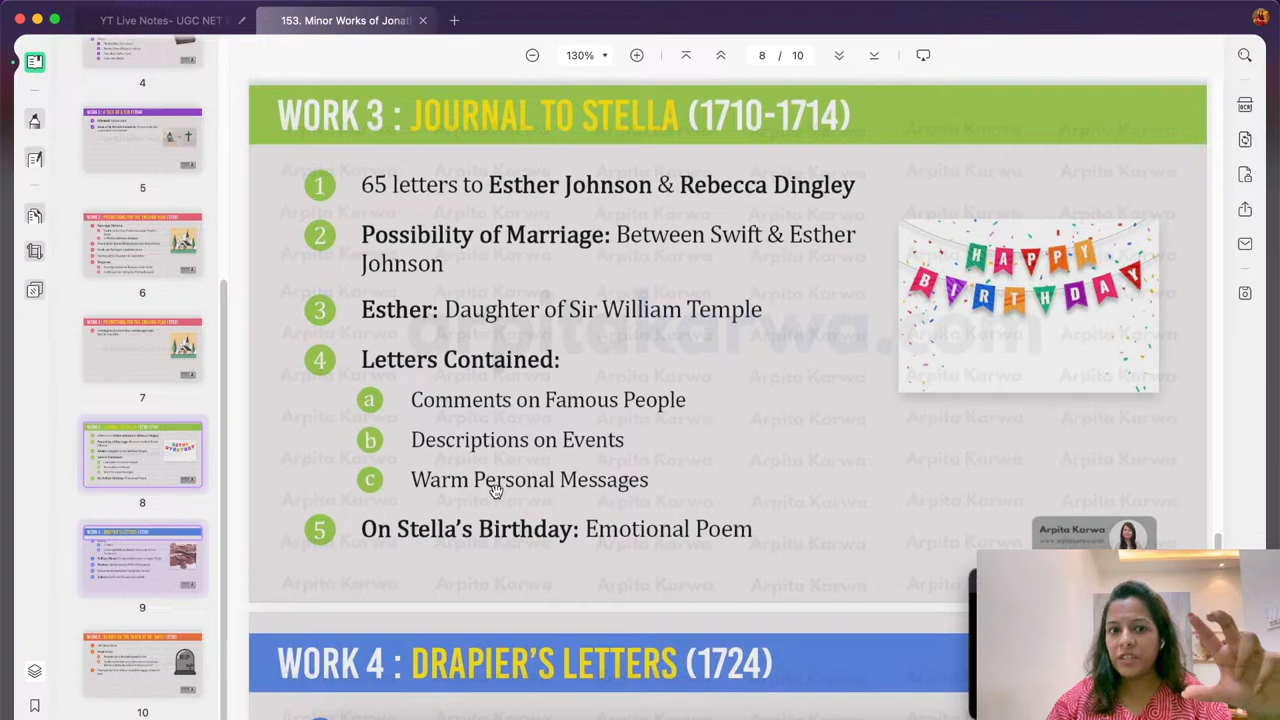 YT Live Notes- UGC NET
153. Minor Works of Jonat
130%
8 / 10
4
5
6
7
8
9
10
WORK 3 : JOURNAL TO STELLA (1710-1714)
1 65 letters to Esther Johnson & Rebecca Dingley
2 Possibility of Marriage: Between Swift & Esther
Johnson
3 Esther: Daughter of Sir William Temple
4 Letters Contained:
a Comments on Famous People
b Descriptions on Events
c Warm Personal Messages
5 On Stella's Birthday: Emotional Poem
HAPPY
BIRTHDAY
Arpita Karwa
www.arpitakarwa.com
WORK 4 : DRAPIER'S LETTERS (1724)